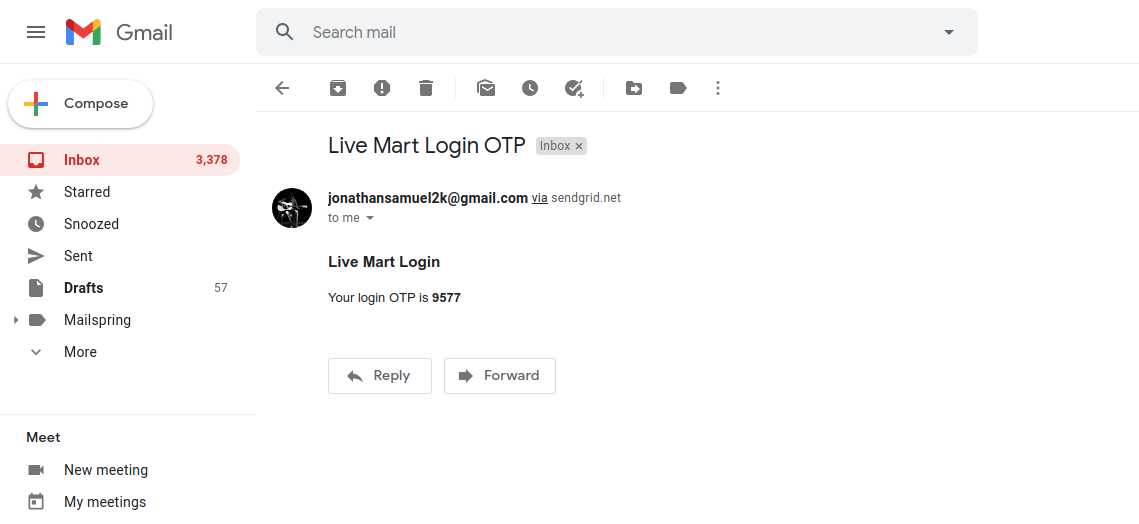 Gmail
Search mail
Compose
Live Mart Login OTP Inbox ×
Inbox 3,378
Starred
jonathansamuel2k@gmail.com via sendgrid.net
to me
Snoozed
Sent
Live Mart Login
Drafts 57
Your login OTP is 9577
Mailspring
More
Reply Forward
Meet
New meeting
My meetings